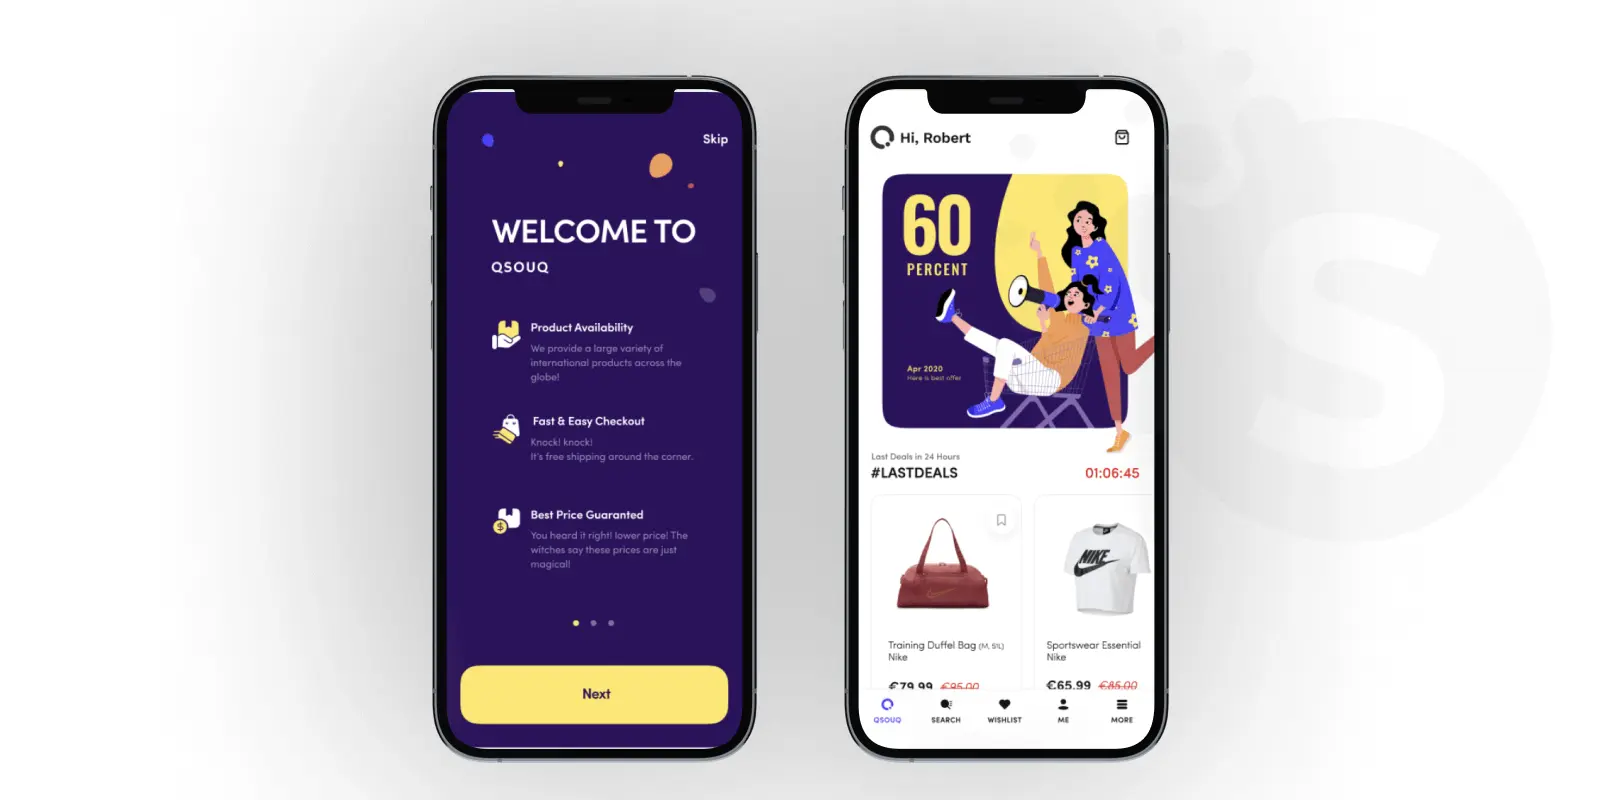 Skip
WELCOME TO
QSOUQ
Product Availability
We provide a large variety of
international products across the
globe!
Fast & Easy Checkout
Knock! knock!
It's free shipping around the corner.
Best Price Guaranted
You heard it right! lower price! The
witches say these prices are just
magical!
Next
Hi, Robert
60
PERCENT
Apr 2020
Here is best offer
Last Deals in 24 Hours
#LASTDEALS 01:06:45
NIKE
Training Duffel Bag (M, S1L)
Nike
€79.99 €95.00
Sportswear Essential
Nike
€65.99 €85.00
QSOUQ SEARCH WISHLIST ME MORE
S